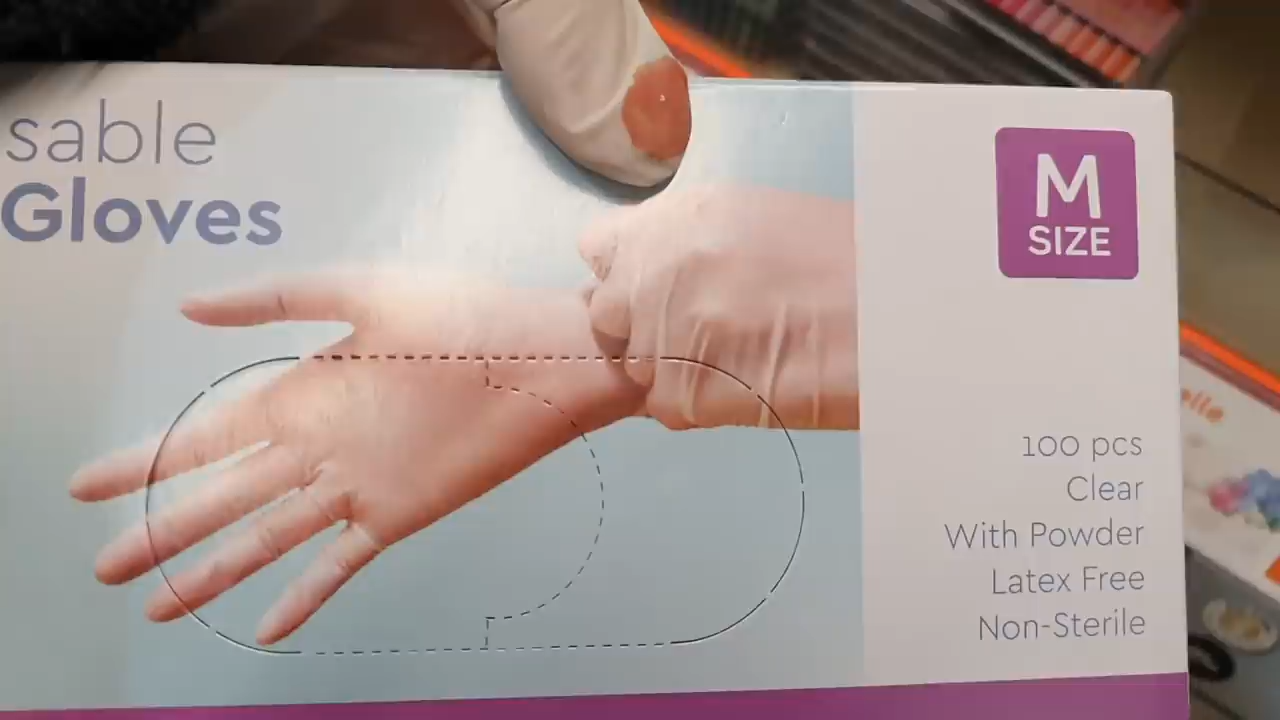 sable
Gloves
M
SIZE
100 pcs
Clear
With Powder
Latex Free
Non-Sterile